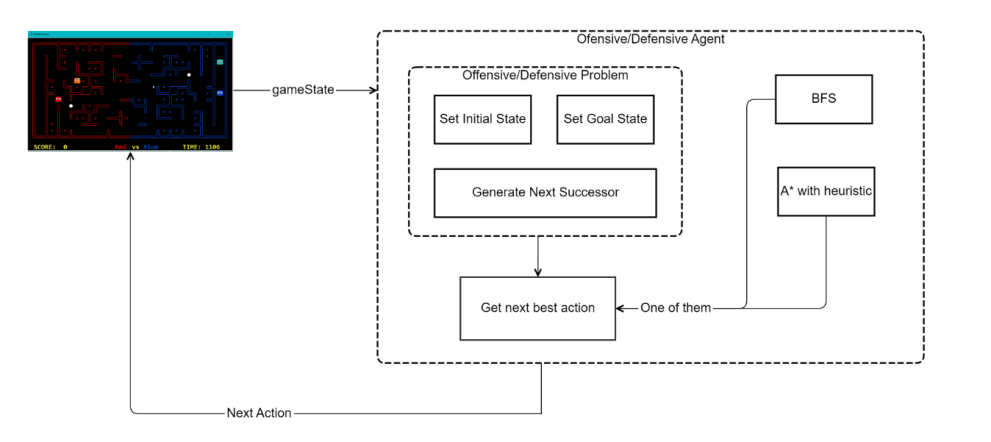 Ofensive/Defensive Agent
Offensive/Defensive Problem
Set Initial State
Set Goal State
BFS
gameState
Generate Next Successor
A* with heuristic
SCORE: 0
Red vs Blue
TIME: 1106
Get next best action
One of them
Next Action